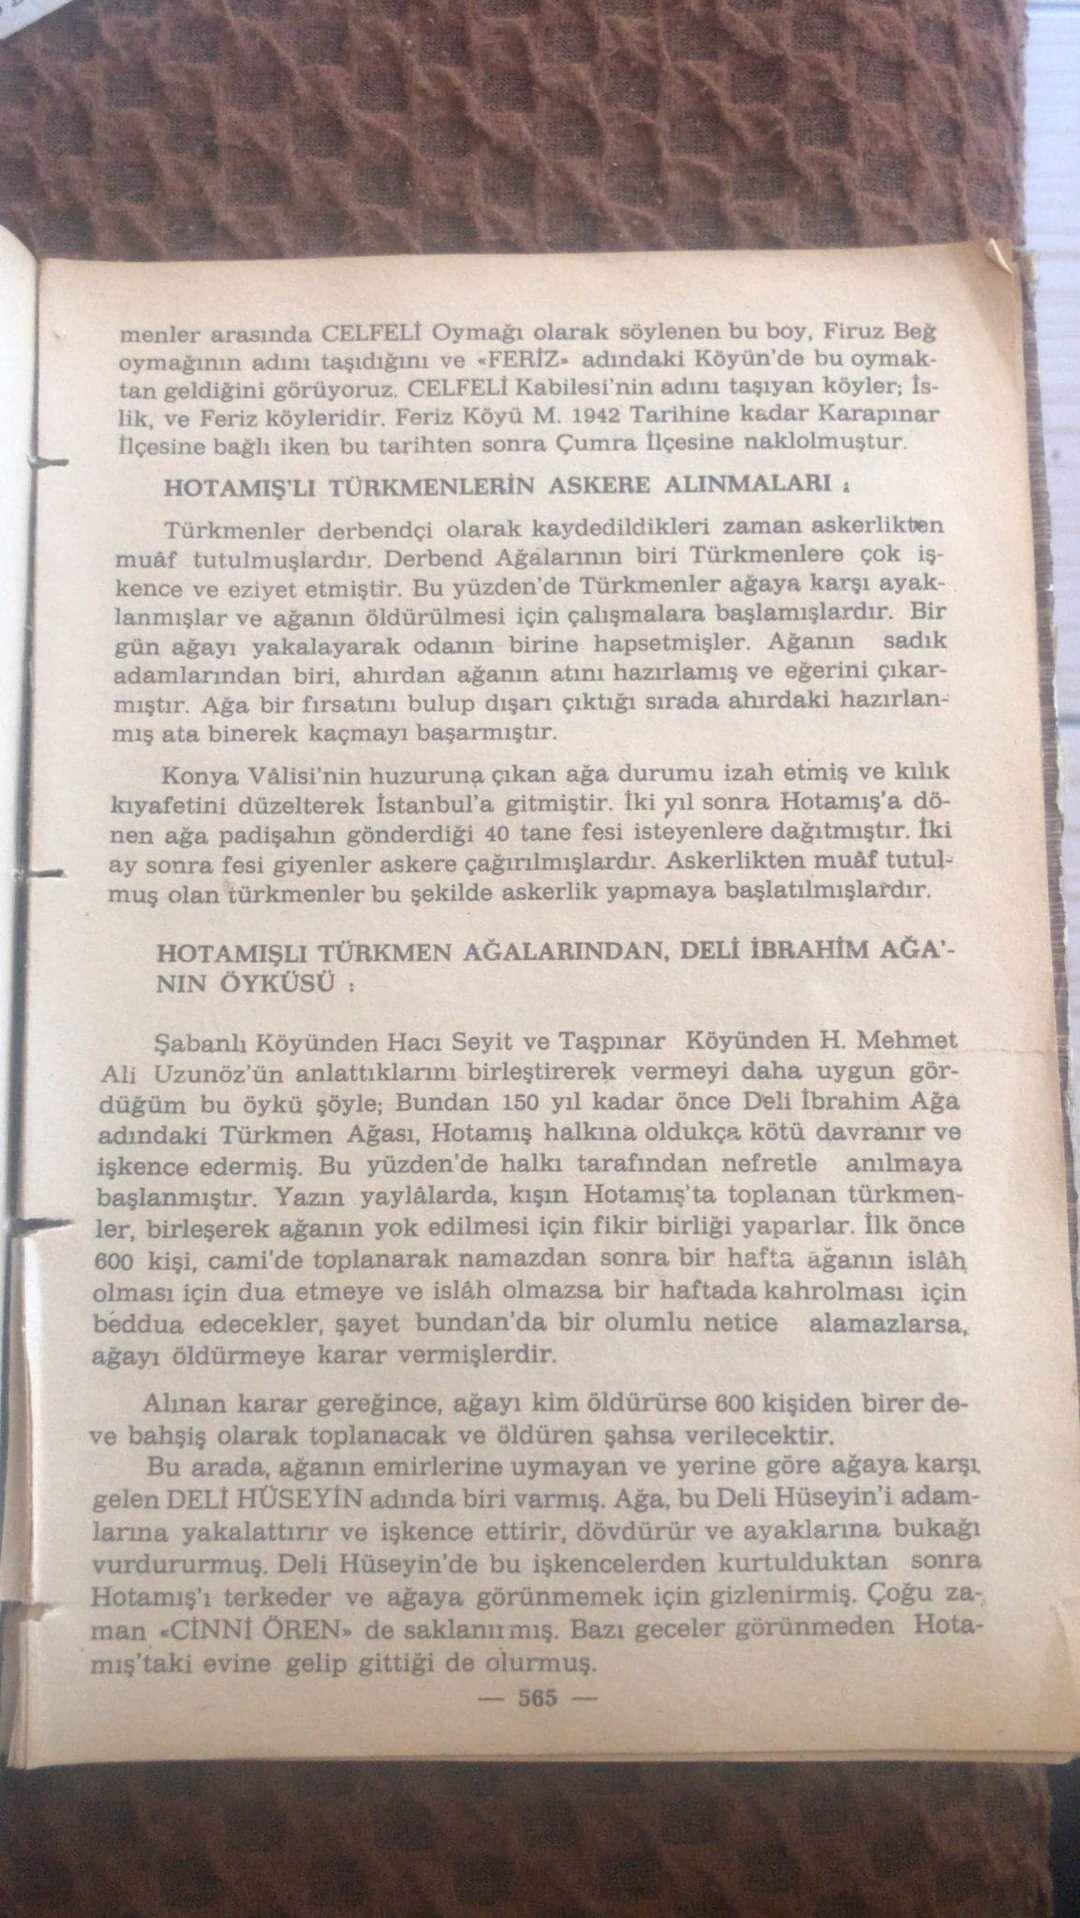 menler arasında CELFELİ Oymağı olarak söylenen bu boy, Firuz Beğ
oymağının adını taşıdığını ve «FERİZ» adındaki Köyün'de bu oymak-
tan geldiğini görüyoruz. CELFELİ Kabilesi'nin adını taşıyan köyler; İs-
lik, ve Feriz köyleridir. Feriz Köyü M. 1942 Tarihine kadar Karapınar
İlçesine bağlı iken bu tarihten sonra Çumra İlçesine naklolmuştur.
HOTAMIŞ'LI TÜRKMENLERİN ASKERE ALINMALARI :
Türkmenler derbendçi olarak kaydedildikleri zaman askerlikten
muâf tutulmuşlardır. Derbend Ağalarının biri Türkmenlere çok iş-
kence ve eziyet etmiştir. Bu yüzden'de Türkmenler ağaya karşı ayak-
lanmışlar ve ağanın öldürülmesi için çalışmalara başlamışlardır. Bir
gün ağayı yakalayarak odanın birine hapsetmişler. Ağanın sadık
adamlarından biri, ahırdan ağanın atını hazırlamış ve eğerini çıkar-
mıştır. Ağa bir fırsatını bulup dışarı çıktığı sırada ahırdaki hazırlan-
mış ata binerek kaçmayı başarmıştır.
Konya Vâlisi'nin huzuruna çıkan ağa durumu izah etmiş ve kılık
kıyafetini düzelterek İstanbul'a gitmiştir. İki yıl sonra Hotamış'a dö-
nen ağa padişahın gönderdiği 40 tane fesi isteyenlere dağıtmıştır. İki
ay sonra fesi giyenler askere çağırılmışlardır. Askerlikten muâf tutul-
muş olan türkmenler bu şekilde askerlik yapmaya başlatılmışlardır.
HOTAMIŞLI TÜRKMEN AĞALARINDAN, DELİ İBRAHİM AĞA'-
NIN ÖYKÜSÜ :
Şabanlı Köyünden Hacı Seyit ve Taşpınar Köyünden H. Mehmet
Ali Uzunöz'ün anlattıklarını birleştirerek vermeyi daha uygun gör-
düğüm bu öykü şöyle; Bundan 150 yıl kadar önce Deli İbrahim Ağa
adındaki Türkmen Ağası, Hotamış halkına oldukça kötü davranır ve
işkence edermiş. Bu yüzden'de halkı tarafından nefretle anılmaya
başlanmıştır. Yazın yaylâlarda, kışın Hotamış'ta toplanan türkmen-
ler, birleşerek ağanın yok edilmesi için fikir birliği yaparlar. İlk önce
600 kişi, cami'de toplanarak namazdan sonra bir hafta ağanın islâh
olması için dua etmeye ve islâh olmazsa bir haftada kahrolması için
beddua edecekler, şayet bundan'da bir olumlu netice alamazlarsa,
ağayı öldürmeye karar vermişlerdir.
Alınan karar gereğince, ağayı kim öldürürse 600 kişiden birer de-
ve bahşiş olarak toplanacak ve öldüren şahsa verilecektir.
Bu arada, ağanın emirlerine uymayan ve yerine göre ağaya karşı
gelen DELİ HÜSEYİN adında biri varmış. Ağa, bu Deli Hüseyin'i adam-
larına yakalattırır ve işkence ettirir, dövdürür ve ayaklarına bukağı
vurdururmuş. Deli Hüseyin'de bu işkencelerden kurtulduktan sonra
Hotamış'ı terkeder ve ağaya görünmemek için gizlenirmiş. Çoğu za-
man «CİNNİ ÖREN» de saklanırmış. Bazı geceler görünmeden Hota-
mış'taki evine gelip gittiği de olurmuş.
— 565 —